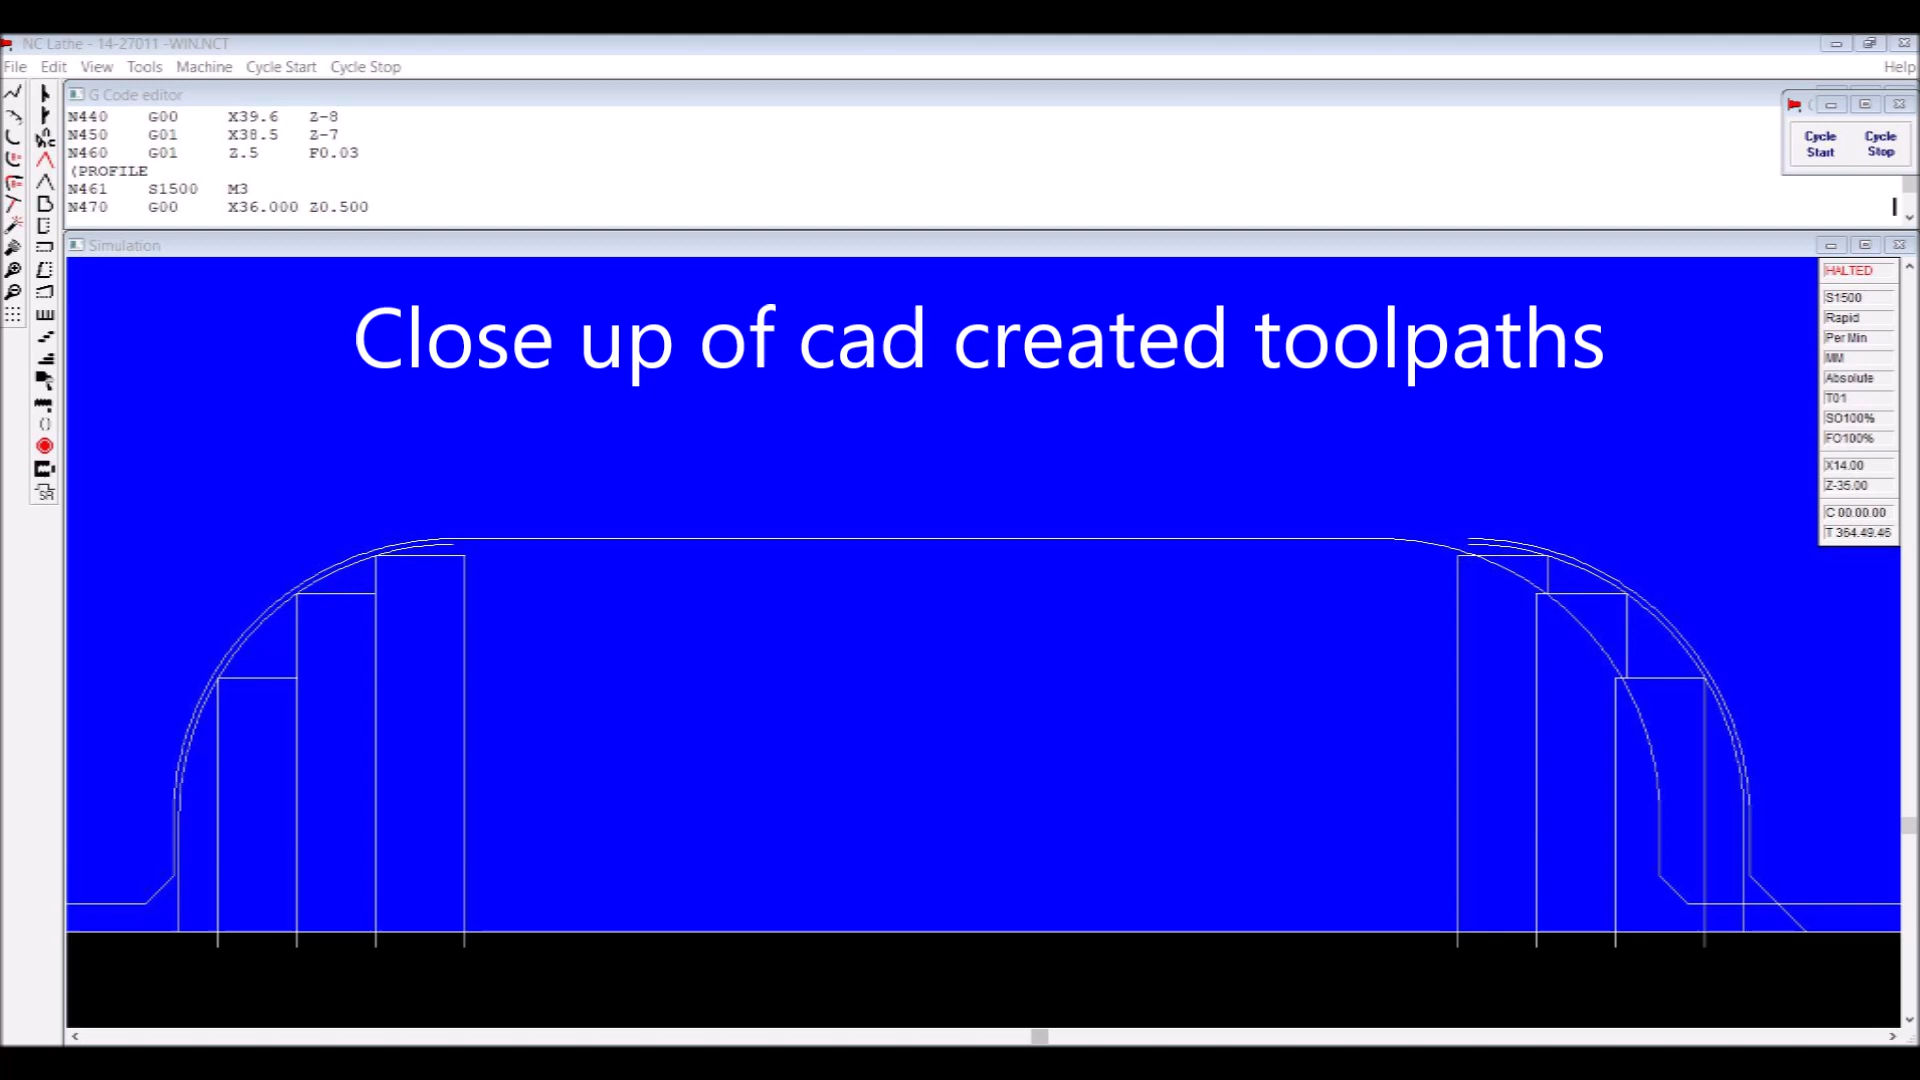 NC Lathe - 14-27011 -WIN.NCT
File Edit View Tools Machine Cycle Start Cycle Stop Help
G Code editor
N440 G00 X39.6 Z-8
N450 G01 X38.5 Z-7
N460 G01 Z.5 F0.03
(PROFILE
N461 S1500 M3
N470 G00 X36.000 Z0.500
Cycle Start
Cycle Stop
Simulation
Close up of cad created toolpaths
HALTED
S1500
Rapid
Per Min
MM
Absolute
T01
SO100%
FO100%
X14.00
Z-35.00
C 00.00.00
T 364.49.46